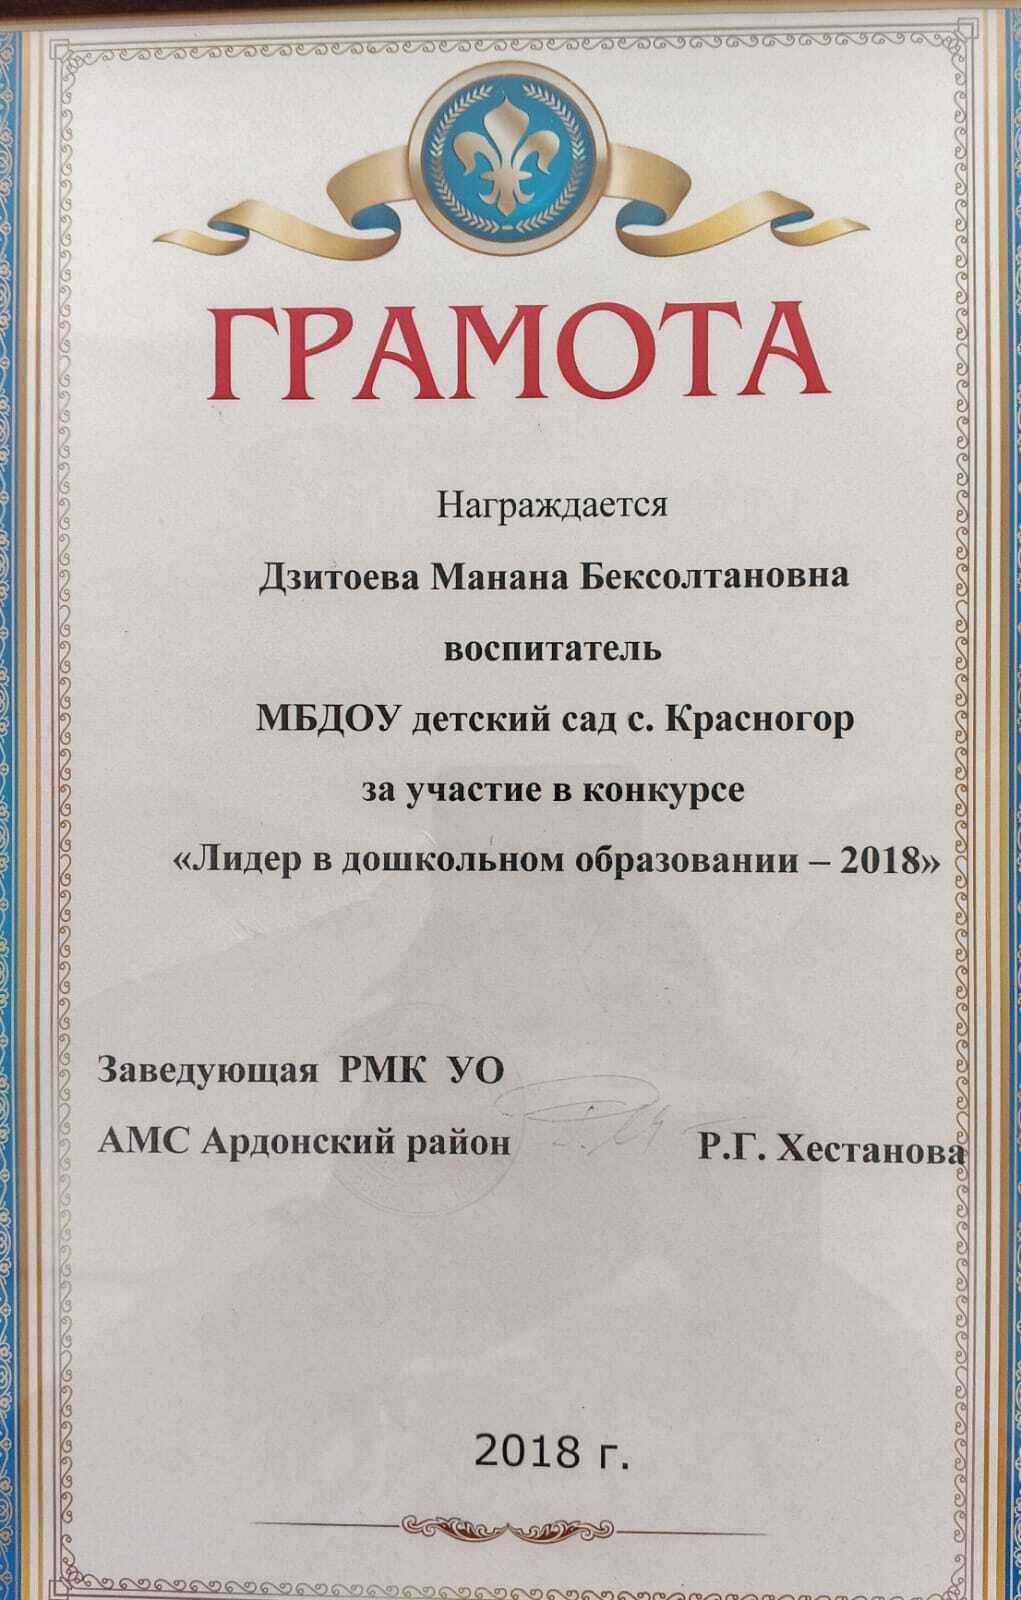 ГРАМОТА
Награждается
Дзитоева Манана Бексолтановна
воспитатель
МБДОУ детский сад с. Красногор
за участие в конкурсе
«Лидер в дошкольном образовании – 2018»
Заведующая РМК УО
АМС Ардонский район Р.Г. Хестанова
2018 г.